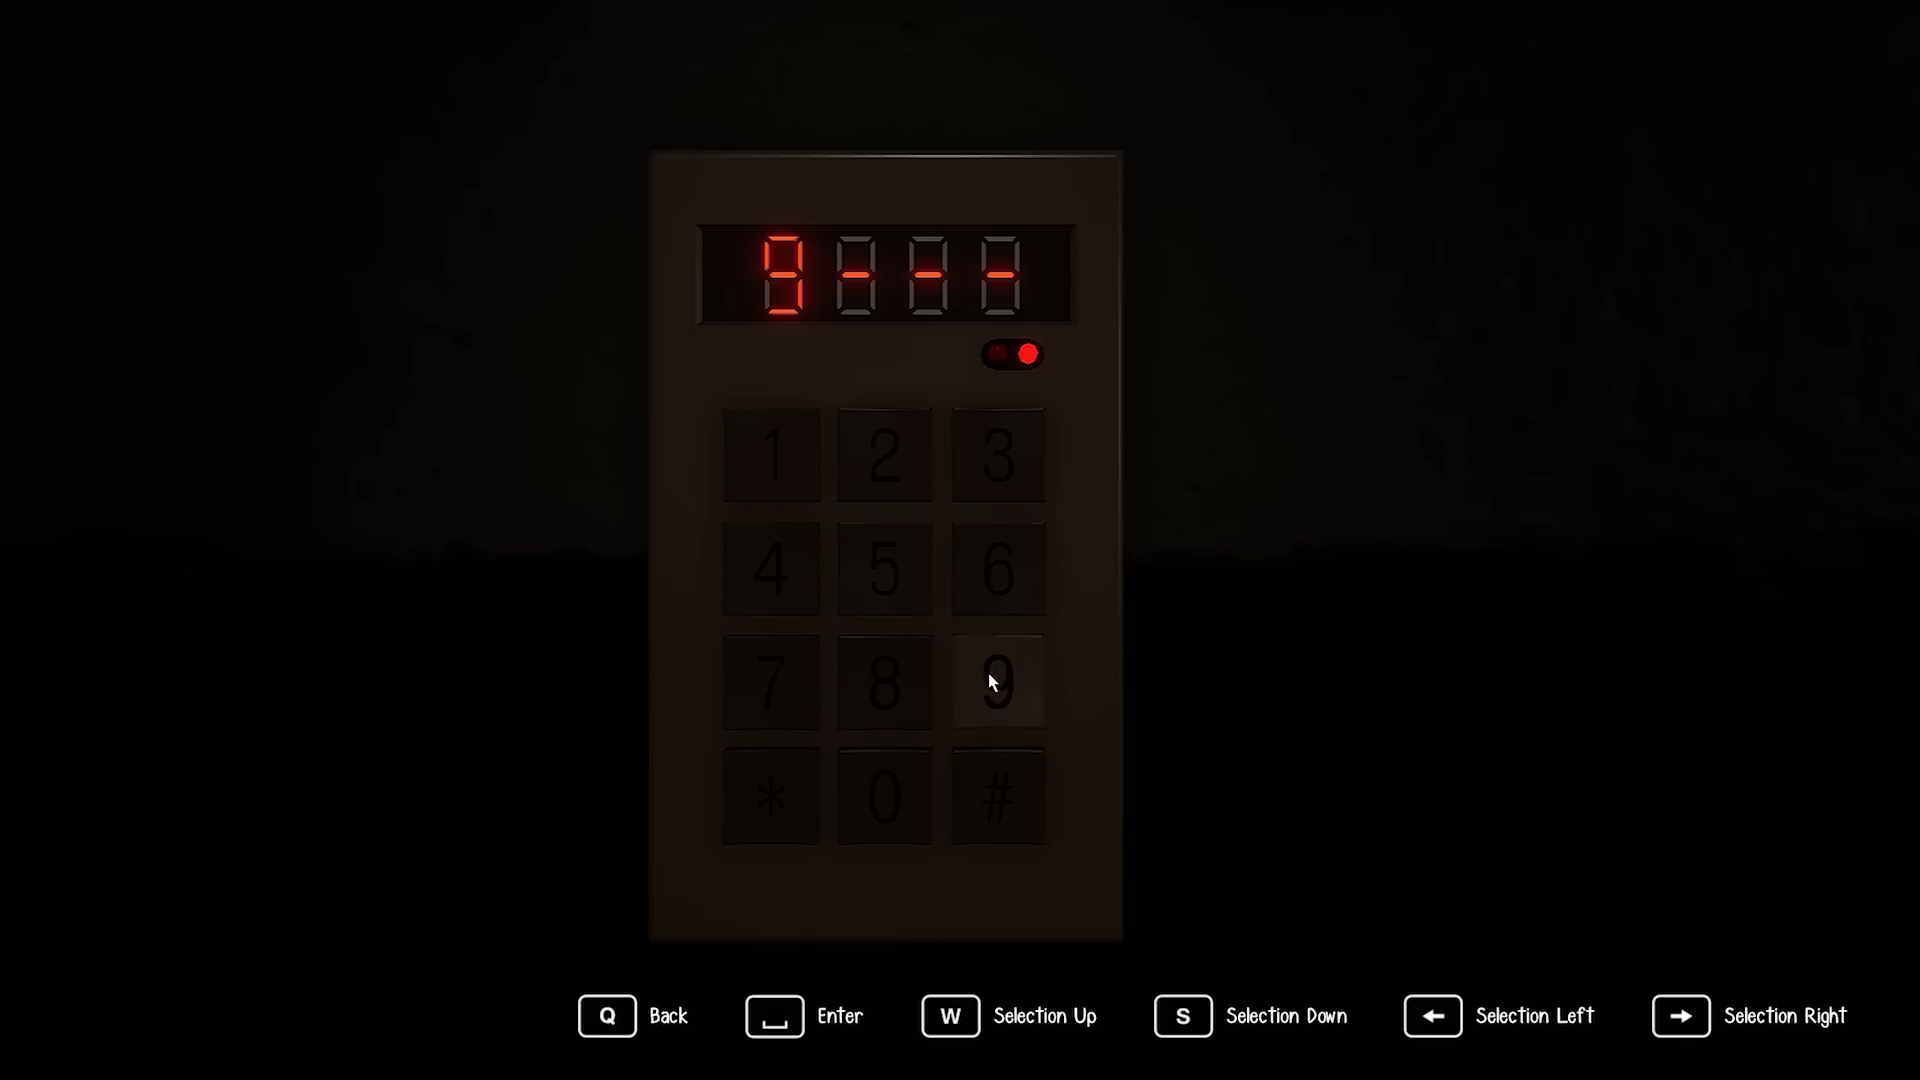 9---
1 2 3
4 5 6
7 8 9
* 0 #
Q Back Enter W Selection Up S Selection Down ← Selection Left → Selection Right